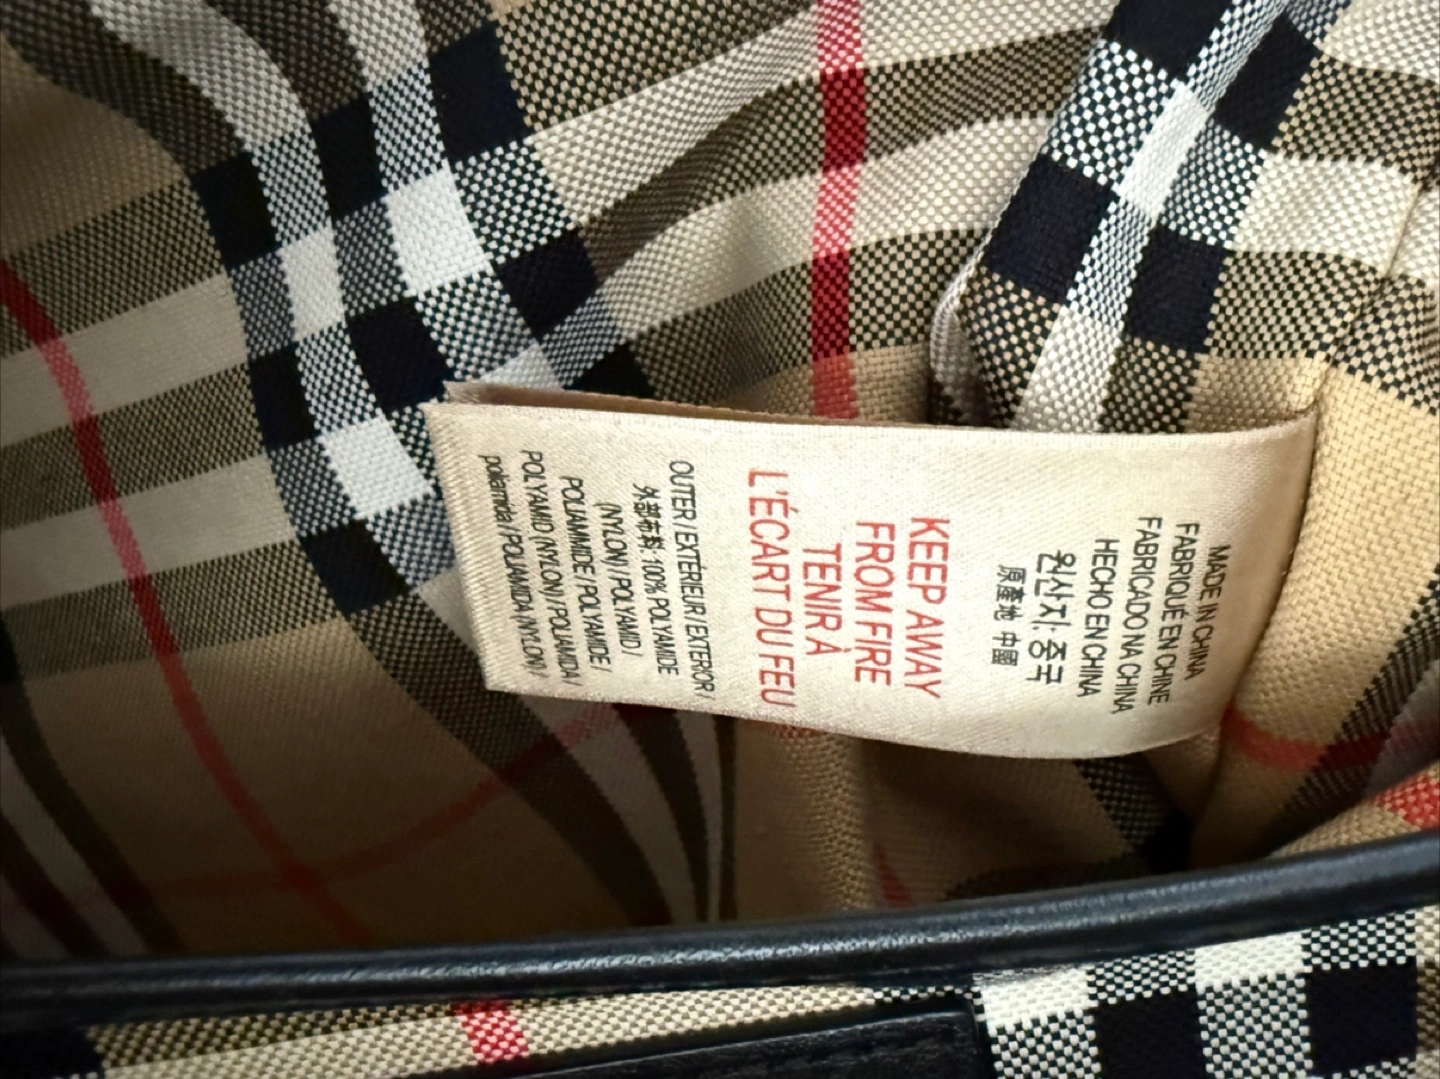 MADE IN CHINA
FABRIQUÉ EN CHINE
FABRICADO NA CHINA
HECHO EN CHINA
원산지: 중국
原產地 中國
KEEP AWAY
FROM FIRE
TENIR À
L'ÉCART DU FEU
OUTER / EXTÉRIEUR / EXTERIOR /
外部布料: 100% POLYAMIDE
(NYLON) / POLYAMID /
POLIAMMIDE / POLYAMIDE /
POLYAMID (NYLON) / POLIAMIDA /
poliamida / POLIAMIDA (NYLON) /